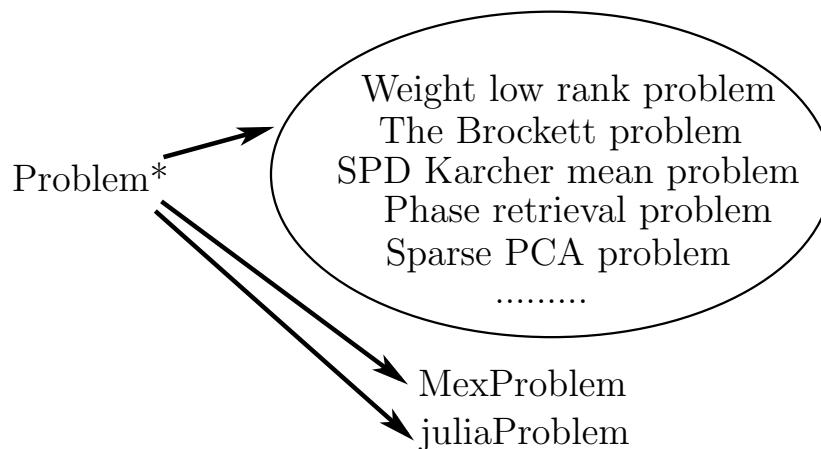 Weight low rank problem
The Brockett problem
Problem*
SPD Karcher mean problem
Phase retrieval problem
Sparse PCA problem
.........
MexProblem
juliaProblem